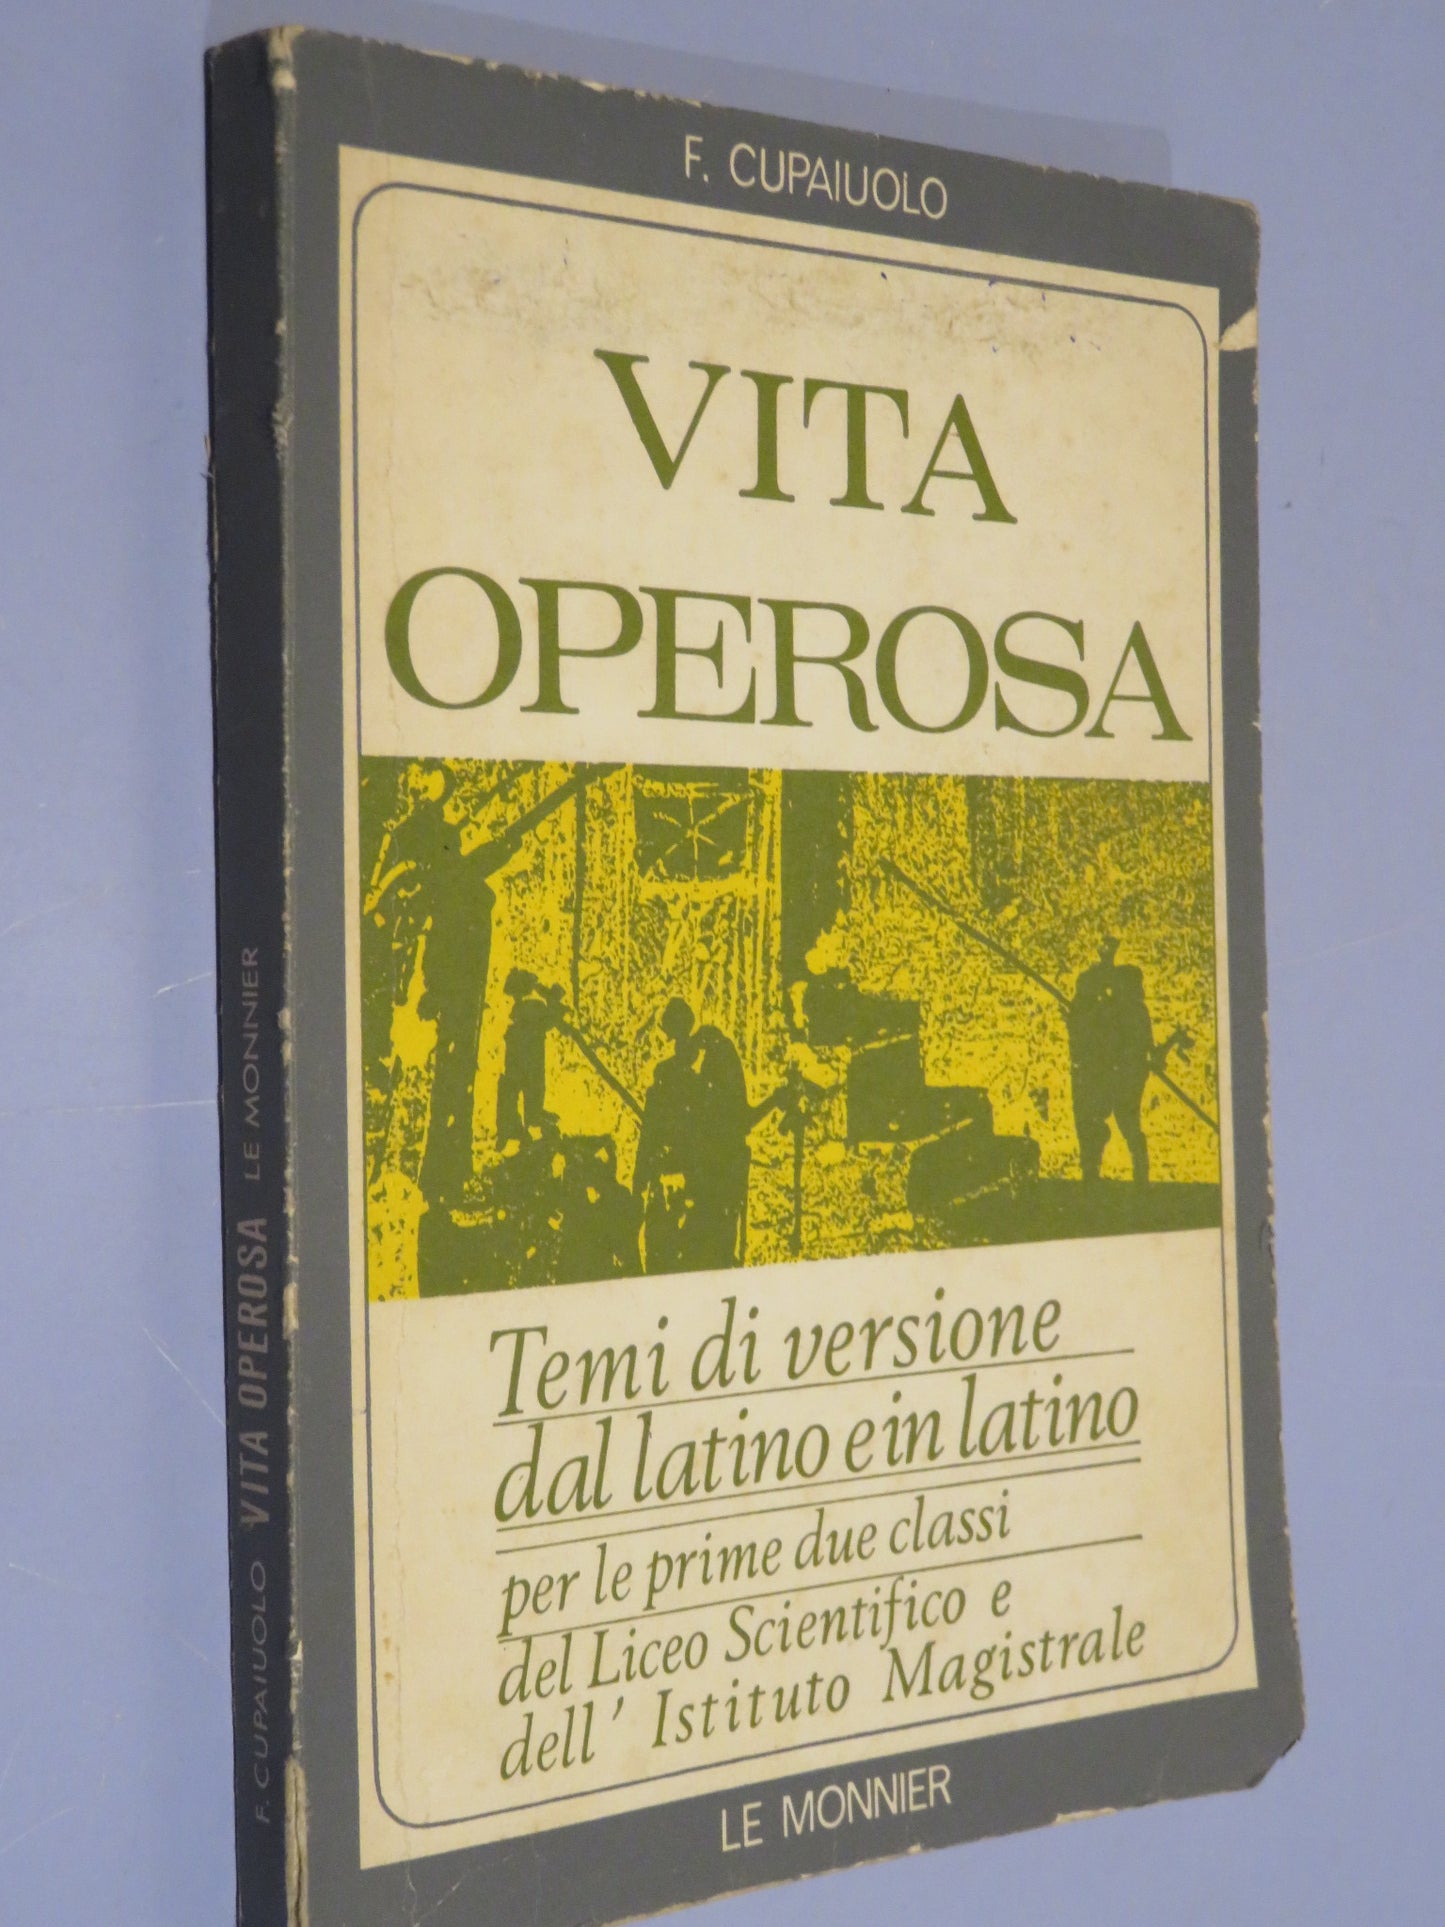 F. CUPAIUOLO
VITA
OPEROSA
Temi di versione
dal latino e in latino
per le prime due classi
del Liceo Scientifico e
dell' Istituto Magistrale
LE MONNIER
F. CUPAIUOLO VITA OPEROSA LE MONNIER